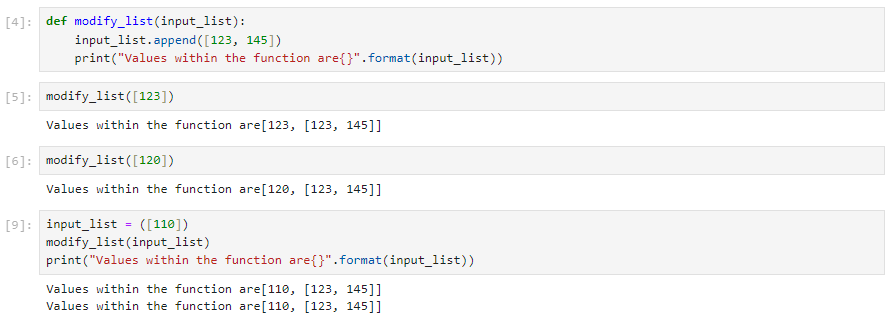 [4]: def modify_list(input_list):
    input_list.append([123, 145])
    print("Values within the function are{}".format(input_list))
[5]: modify_list([123])
Values within the function are[123, [123, 145]]
[6]: modify_list([120])
Values within the function are[120, [123, 145]]
[9]: input_list = ([110])
modify_list(input_list)
print("Values within the function are{}".format(input_list))
Values within the function are[110, [123, 145]]
Values within the function are[110, [123, 145]]